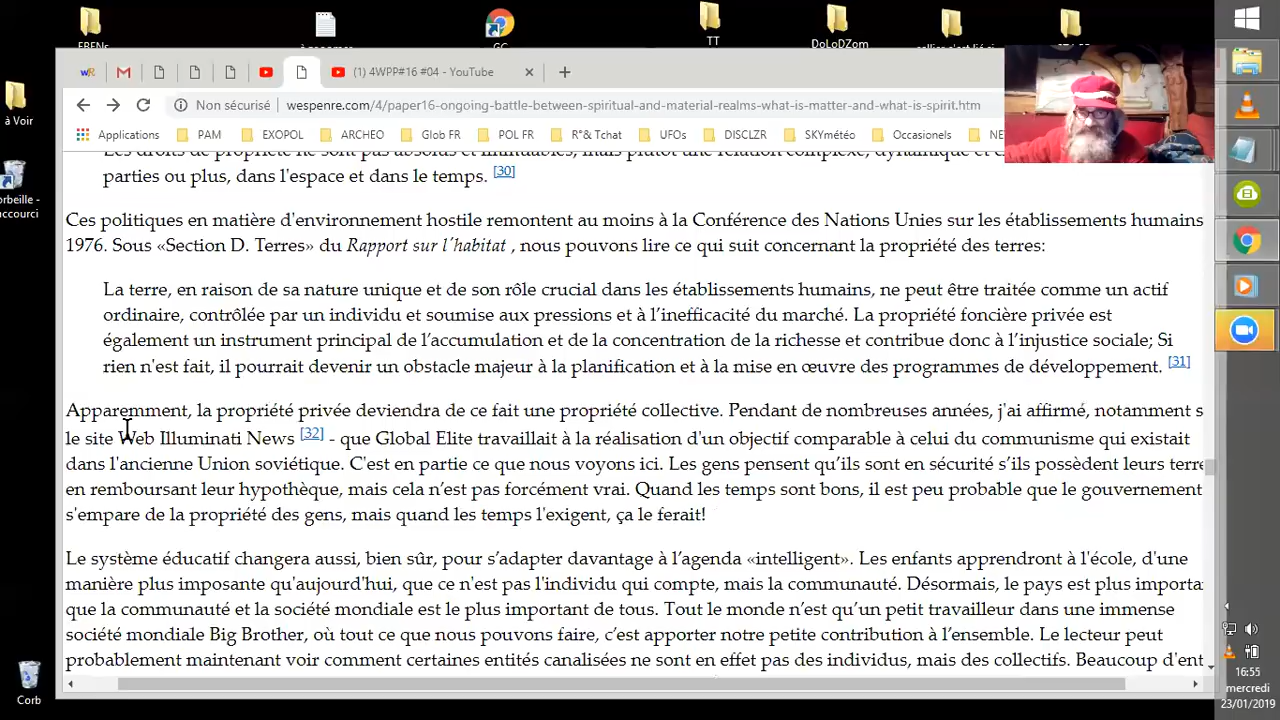 FRENs
GC
TT
DoLoDZom
à Voir
Corbeille -
raccourci
Corb
wR
(1) 4WPP#16 #04 - YouTube
Non sécurisé
wespenre.com/4/paper16-ongoing-battle-between-spiritual-and-material-realms-what-is-matter-and-what-is-spirit.htm
Applications
PAM
EXOPOL
ARCHEO
Glob FR
POL FR
R°& Tchat
UFOs
DISCLZR
SKYmétéo
Occasionels
Les droits de propriété ne sont pas absolus
parties ou plus, dans l'espace et dans le temps. [30]
Ces politiques en matière d'environnement hostile remontent au moins à la Conférence des Nations Unies sur les établissements humains
1976. Sous «Section D. Terres» du Rapport sur l'habitat , nous pouvons lire ce qui suit concernant la propriété des terres:
La terre, en raison de sa nature unique et de son rôle crucial dans les établissements humains, ne peut être traitée comme un actif
ordinaire, contrôlée par un individu et soumise aux pressions et à l'inefficacité du marché. La propriété foncière privée est
également un instrument principal de l'accumulation et de la concentration de la richesse et contribue donc à l'injustice sociale; Si
rien n'est fait, il pourrait devenir un obstacle majeur à la planification et à la mise en œuvre des programmes de développement. [31]
Apparemment, la propriété privée deviendra de ce fait une propriété collective. Pendant de nombreuses années, j'ai affirmé, notamment s
le site Web Illuminati News [32] - que Global Elite travaillait à la réalisation d'un objectif comparable à celui du communisme qui existait
dans l'ancienne Union soviétique. C'est en partie ce que nous voyons ici. Les gens pensent qu'ils sont en sécurité s'ils possèdent leurs terre
en remboursant leur hypothèque, mais cela n'est pas forcément vrai. Quand les temps sont bons, il est peu probable que le gouvernement
s'empare de la propriété des gens, mais quand les temps l'exigent, ça le ferait!
Le système éducatif changera aussi, bien sûr, pour s'adapter davantage à l'agenda «intelligent». Les enfants apprendront à l'école, d'une
manière plus imposante qu'aujourd'hui, que ce n'est pas l'individu qui compte, mais la communauté. Désormais, le pays est plus importa
que la communauté et la société mondiale est le plus important de tous. Tout le monde n'est qu'un petit travailleur dans une immense
société mondiale Big Brother, où tout ce que nous pouvons faire, c'est apporter notre petite contribution à l'ensemble. Le lecteur peut
probablement maintenant voir comment certaines entités canalisées ne sont en effet pas des individus, mais des collectifs. Beaucoup d'ent
16:55
mercredi
23/01/2019